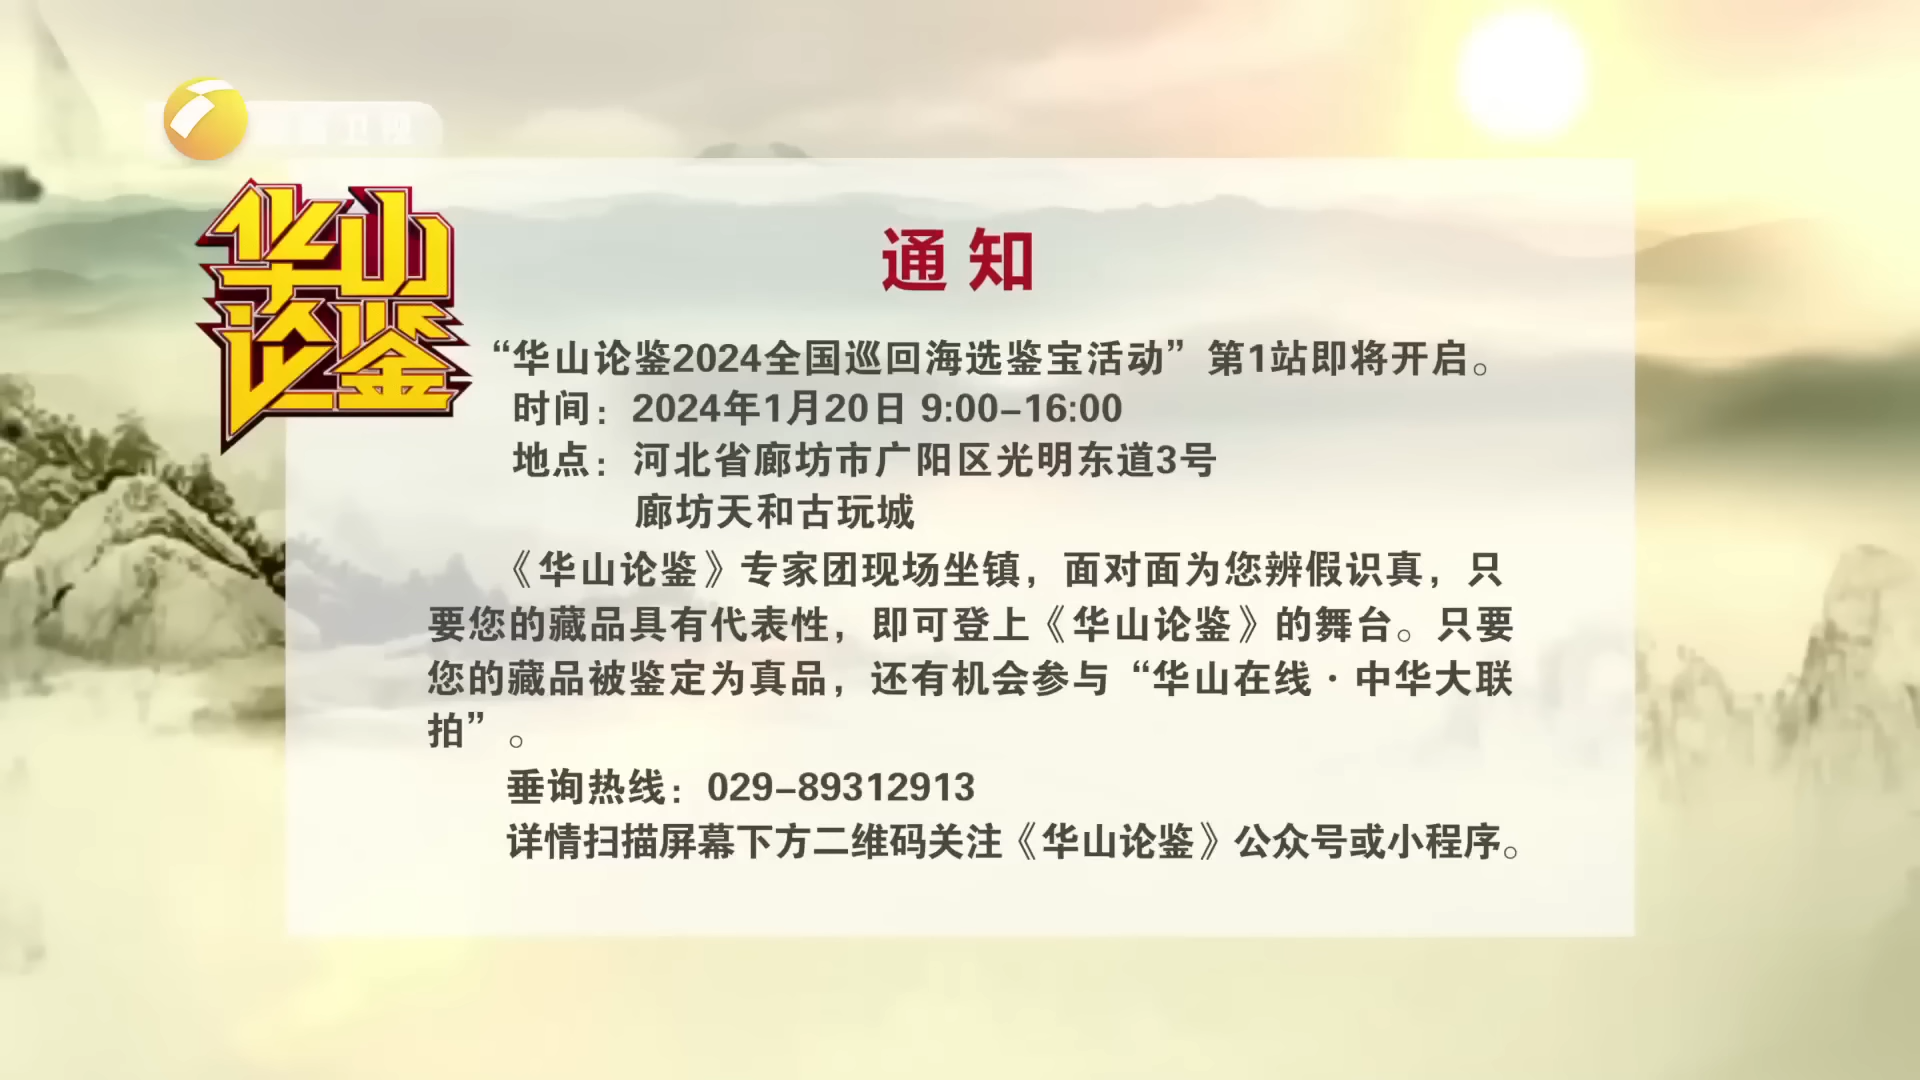 卫视
华山
论鉴
通知
“华山论鉴2024全国巡回海选鉴宝活动”第1站即将开启。
时间：2024年1月20日 9:00-16:00
地点：河北省廊坊市广阳区光明东道3号
廊坊天和古玩城
《华山论鉴》专家团现场坐镇，面对面为您辨假识真，只
要您的藏品具有代表性，即可登上《华山论鉴》的舞台。只要
您的藏品被鉴定为真品，还有机会参与“华山在线·中华大联
拍”。
垂询热线：029-89312913
详情扫描屏幕下方二维码关注《华山论鉴》公众号或小程序。